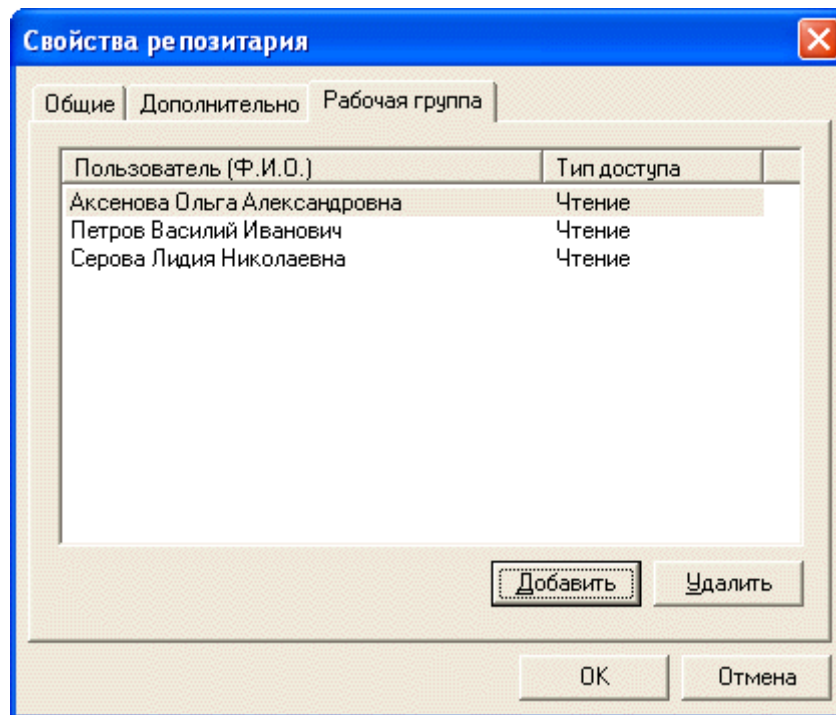 Свойства репозитария
Общие Дополнительно Рабочая группа
Пользователь (Ф.И.О.) Тип доступа
Аксенова Ольга Александровна Чтение
Петров Василий Иванович Чтение
Серова Лидия Николаевна Чтение
Добавить Удалить
OK Отмена